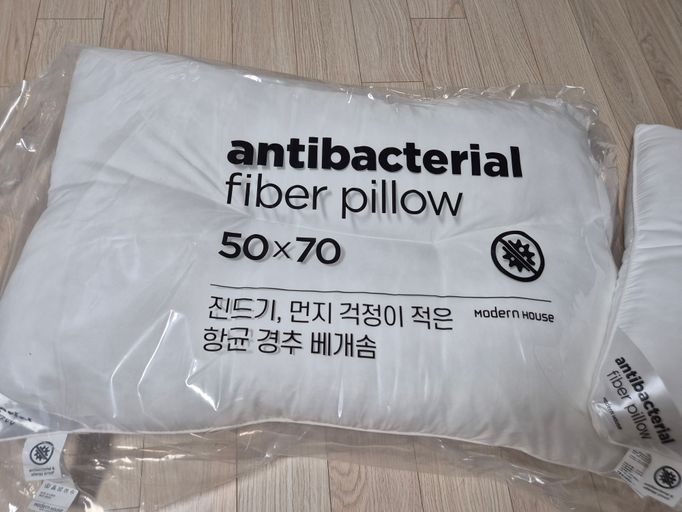 antibacterial
fiber pillow
50×70
진드기, 먼지 걱정이 적은
항균 경추 베개솜
MODERN HOUSE
antibacterial
fiber pillow